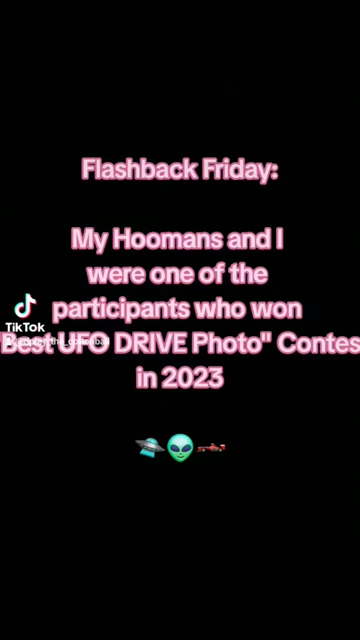 Flashback Friday:
My Hoomans and I
were one of the
participants who won
Best UFO DRIVE Photo" Contes
in 2023
TikTok